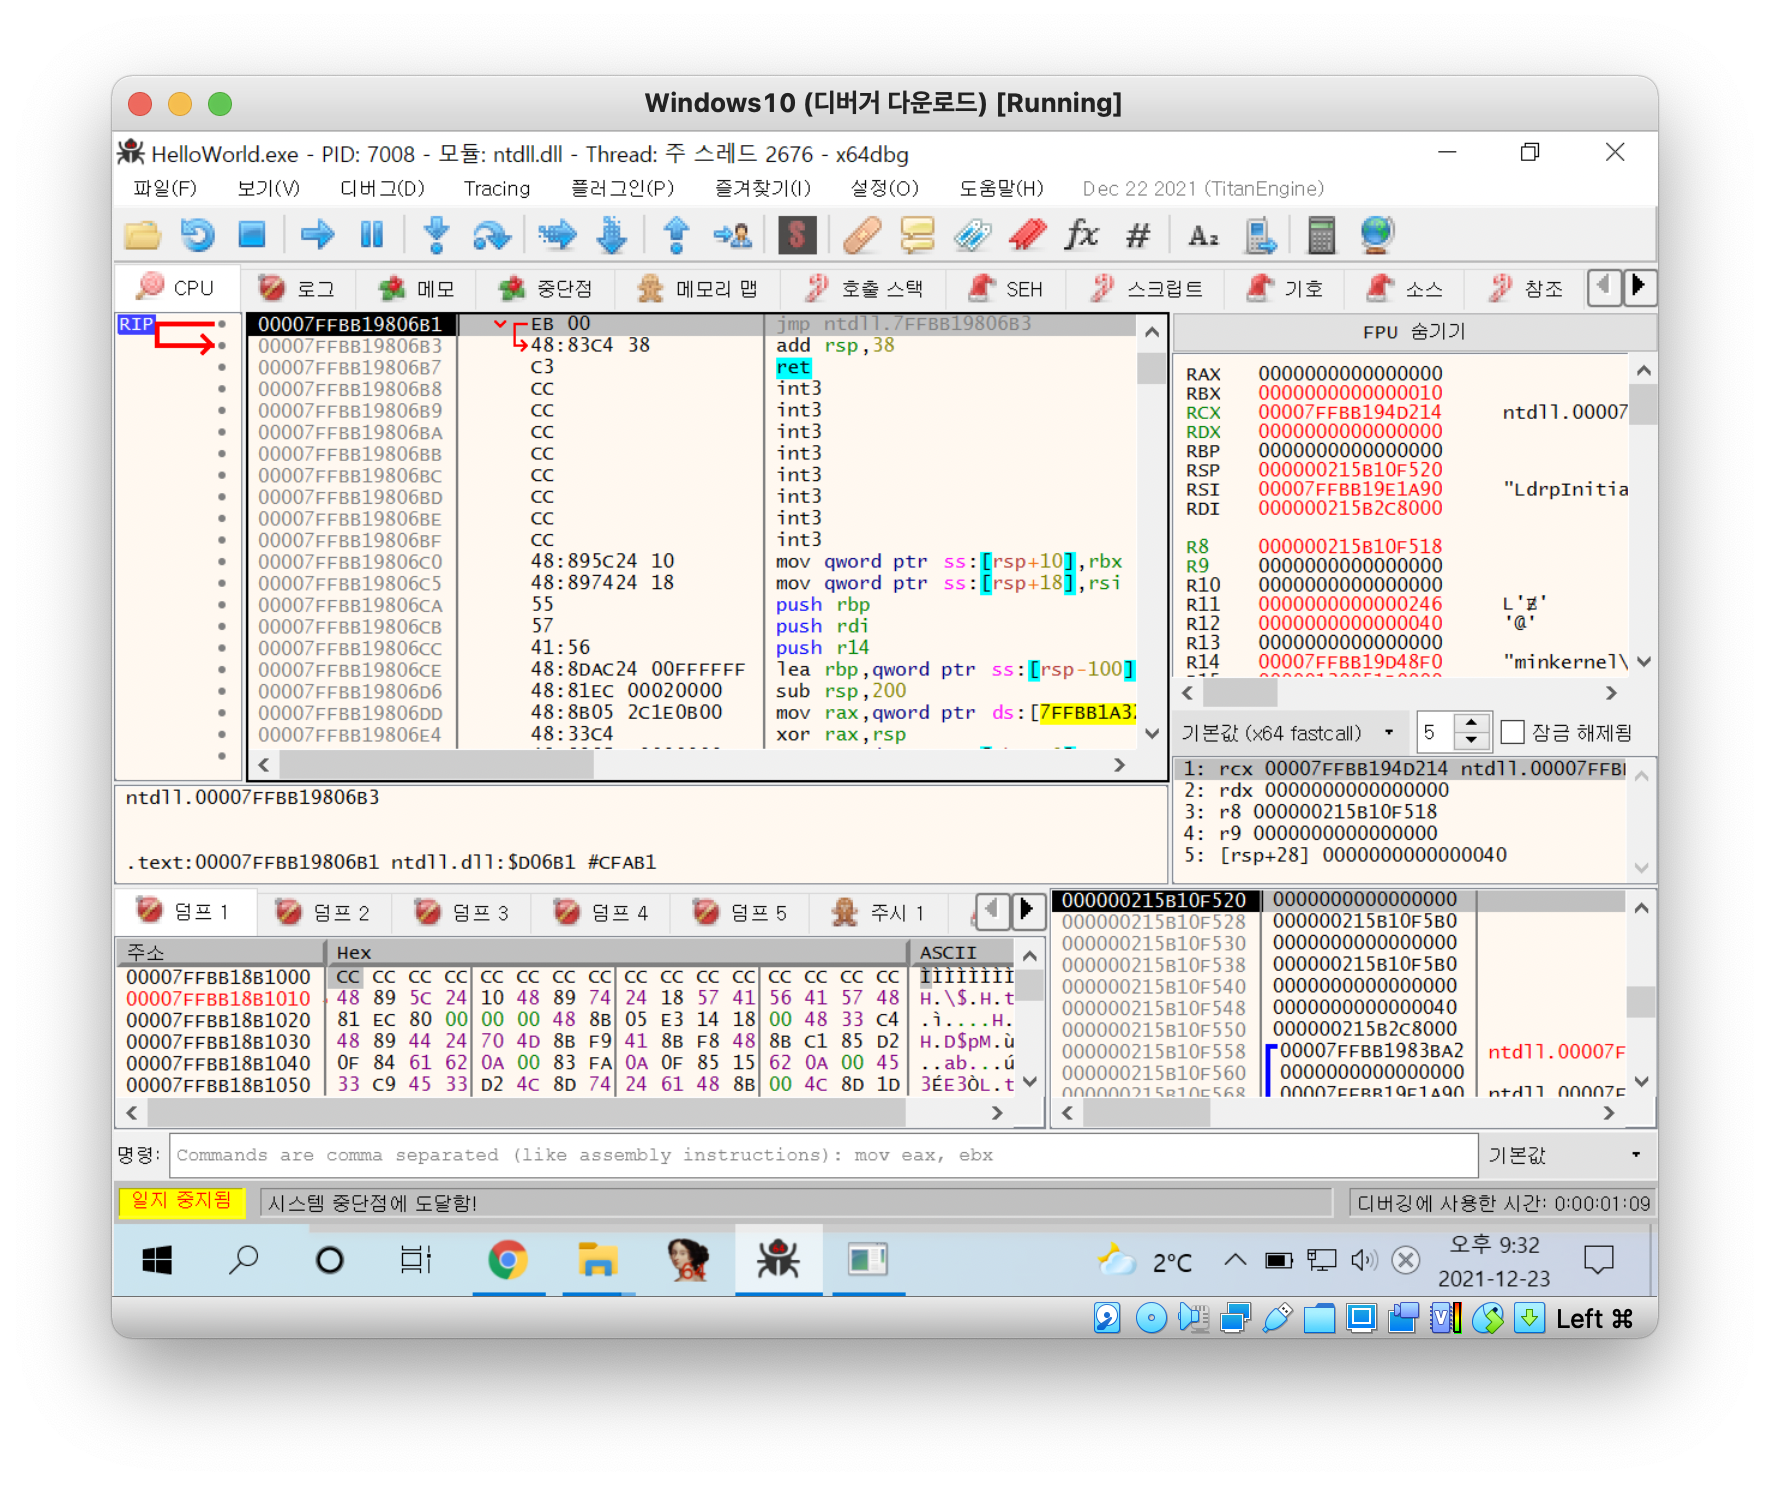 Windows10 (디버거 다운로드) [Running]
HelloWorld.exe - PID: 7008 - 모듈: ntdll.dll - Thread: 주 스레드 2676 - x64dbg
파일(F) 보기(V) 디버그(D) Tracing 플러그인(P) 즐겨찾기(I) 설정(O) 도움말(H) Dec 22 2021 (TitanEngine)
CPU 로그 메모 중단점 메모리 맵 호출 스택 SEH 스크립트 기호 소스 참조
RIP
00007FFBB19806B1 EB 00 jmp ntdll.7FFBB19806B3
00007FFBB19806B3 48:83C4 38 add rsp,38
00007FFBB19806B7 C3 ret
00007FFBB19806B8 CC int3
00007FFBB19806B9 CC int3
00007FFBB19806BA CC int3
00007FFBB19806BB CC int3
00007FFBB19806BC CC int3
00007FFBB19806BD CC int3
00007FFBB19806BE CC int3
00007FFBB19806BF CC int3
00007FFBB19806C0 48:895C24 10 mov qword ptr ss:[rsp+10],rbx
00007FFBB19806C5 48:897424 18 mov qword ptr ss:[rsp+18],rsi
00007FFBB19806CA 55 push rbp
00007FFBB19806CB 57 push rdi
00007FFBB19806CC 41:56 push r14
00007FFBB19806CE 48:8DAC24 00FFFFFF lea rbp,qword ptr ss:[rsp-100]
00007FFBB19806D6 48:81EC 00020000 sub rsp,200
00007FFBB19806DD 48:8B05 2C1E0B00 mov rax,qword ptr ds:[7FFBB1A32
00007FFBB19806E4 48:33C4 xor rax,rsp
FPU 숨기기
RAX 0000000000000000
RBX 0000000000000010
RCX 00007FFBB194D214 ntdll.00007
RDX 0000000000000000
RBP 0000000000000000
RSP 000000215B10F520
RSI 00007FFBB19E1A90 "LdrpInitia
RDI 000000215B2C8000
R8 000000215B10F518
R9 0000000000000000
R10 0000000000000000
R11 0000000000000246
R12 0000000000000040 '@'
R13 0000000000000000
R14 00007FFBB19D48F0 "minkernel\
기본값 (x64 fastcall) 5 잠금 해제됨
1: rcx 00007FFBB194D214 ntdll.00007FFB
2: rdx 0000000000000000
3: r8 000000215B10F518
4: r9 0000000000000000
5: [rsp+28] 0000000000000040
ntdll.00007FFBB19806B3
.text:00007FFBB19806B1 ntdll.dll:$D06B1 #CFAB1
덤프 1 덤프 2 덤프 3 덤프 4 덤프 5 주시 1
주소 Hex ASCII
00007FFBB18B1000 CC CC CC CC CC CC CC CC CC CC CC CC CC CC CC CC ÌÌÌÌÌÌÌÌ
00007FFBB18B1010 48 89 5C 24 10 48 89 74 24 18 57 41 56 41 57 48 H.\$.H.t
00007FFBB18B1020 81 EC 80 00 00 00 48 8B 05 E3 14 18 00 48 33 C4 .ì....H.
00007FFBB18B1030 48 89 44 24 70 4D 8B F9 41 8B F8 48 8B C1 85 D2 H.D$pM.ù
00007FFBB18B1040 0F 84 61 62 0A 00 83 FA 0A 0F 85 15 62 0A 00 45 ..ab...ú
00007FFBB18B1050 33 C9 45 33 D2 4C 8D 74 24 61 48 8B 00 4C 8D 1D 3ÉE3ÒL.t
000000215B10F520 0000000000000000
000000215B10F528 000000215B10F5B0
000000215B10F530 0000000000000000
000000215B10F538 000000215B10F5B0
000000215B10F540 0000000000000000
000000215B10F548 0000000000000040
000000215B10F550 000000215B2C8000
000000215B10F558 00007FFBB1983BA2 ntdll.00007F
000000215B10F560 0000000000000000
000000215B10F568 00007FFBB19E1A90 ntdll.00007F
명령: Commands are comma separated (like assembly instructions): mov eax, ebx 기본값
일지 중지됨 시스템 중단점에 도달함! 디버깅에 사용한 시간: 0:00:01:09
2°C 오후 9:32
2021-12-23
Left ⌘